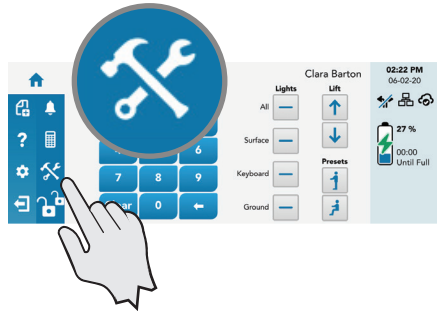 Clara Barton
02:22 PM
06-02-20
Lights
Lift
All
Surface
Keyboard
Ground
Presets
27 %
00:00
Until Full
?
6
7
8
9
0